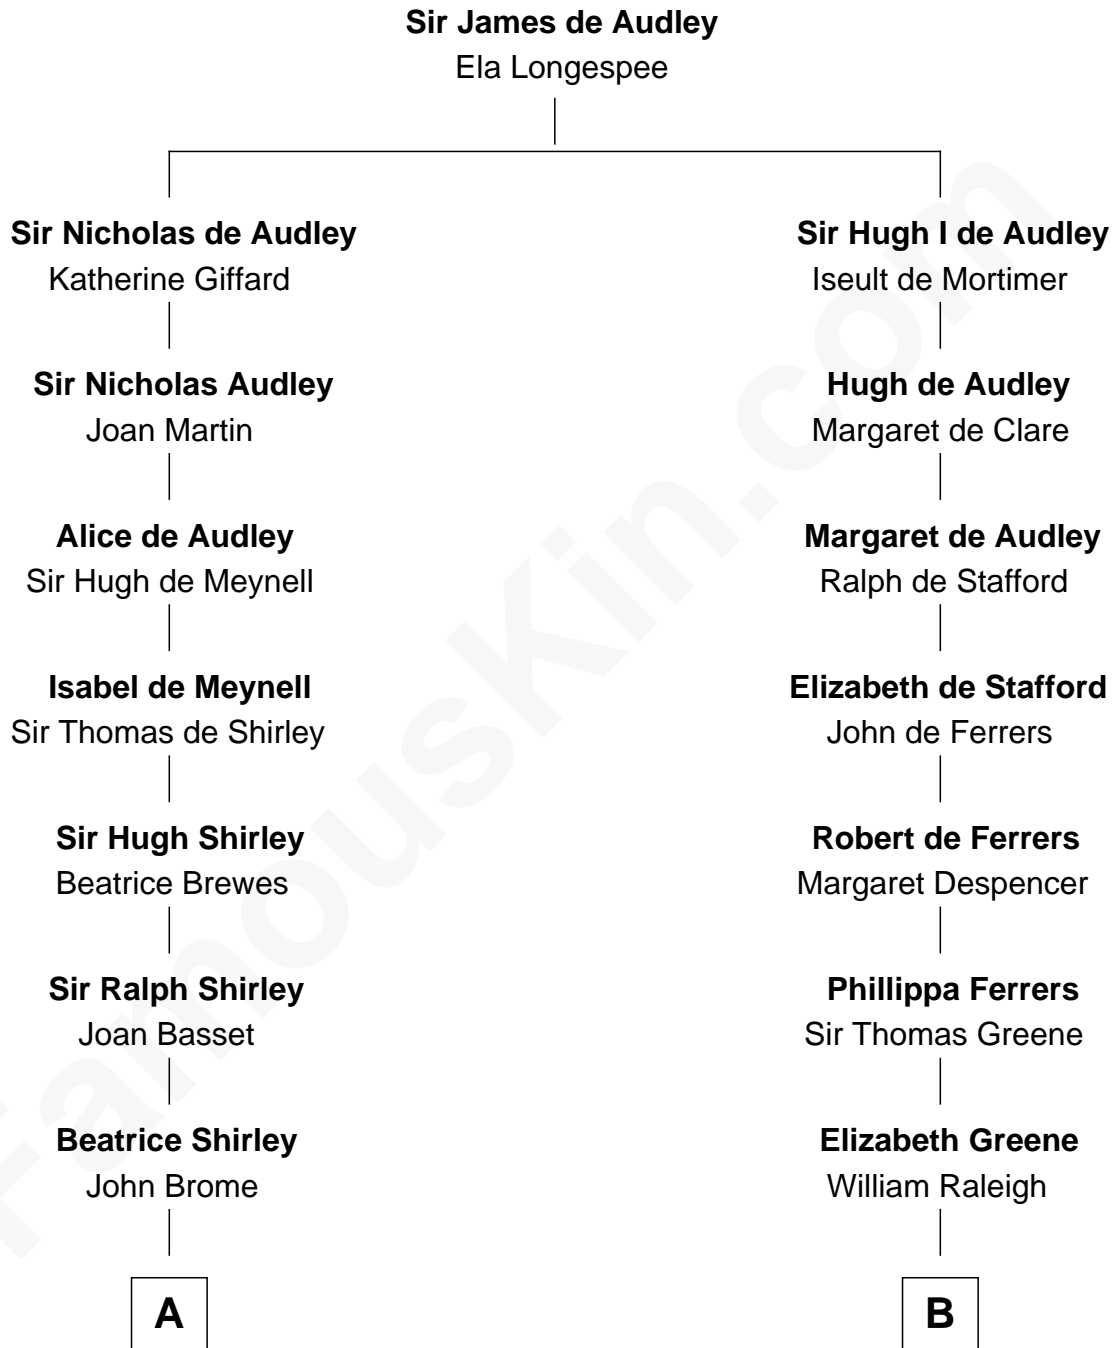 Sir James de Audley
Ela Longespee
Sir Nicholas de Audley
Katherine Giffard
Sir Nicholas Audley
Joan Martin
Alice de Audley
Sir Hugh de Meynell
Isabel de Meynell
Sir Thomas de Shirley
Sir Hugh Shirley
Beatrice Brewes
Sir Ralph Shirley
Joan Basset
Beatrice Shirley
John Brome
A
Sir Hugh I de Audley
Iseult de Mortimer
Hugh de Audley
Margaret de Clare
Margaret de Audley
Ralph de Stafford
Elizabeth de Stafford
John de Ferrers
Robert de Ferrers
Margaret Despencer
Phillippa Ferrers
Sir Thomas Greene
Elizabeth Greene
William Raleigh
B
FamousKin.com